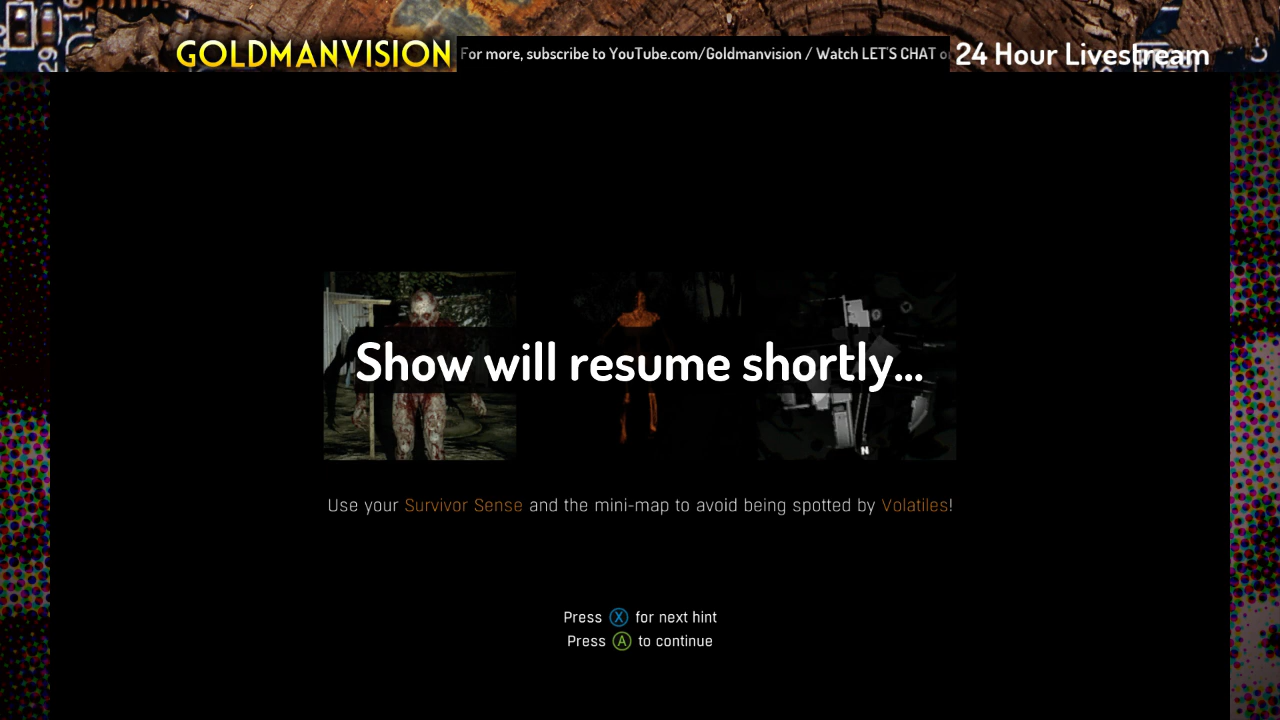 GOLDMANVISION
For more, subscribe to YouTube.com/Goldmanvision / Watch LET'S CHAT
24 Hour Livestream
Show will resume shortly...
N
Use your Survivor Sense and the mini-map to avoid being spotted by Volatiles!
Press X for next hint
Press A to continue